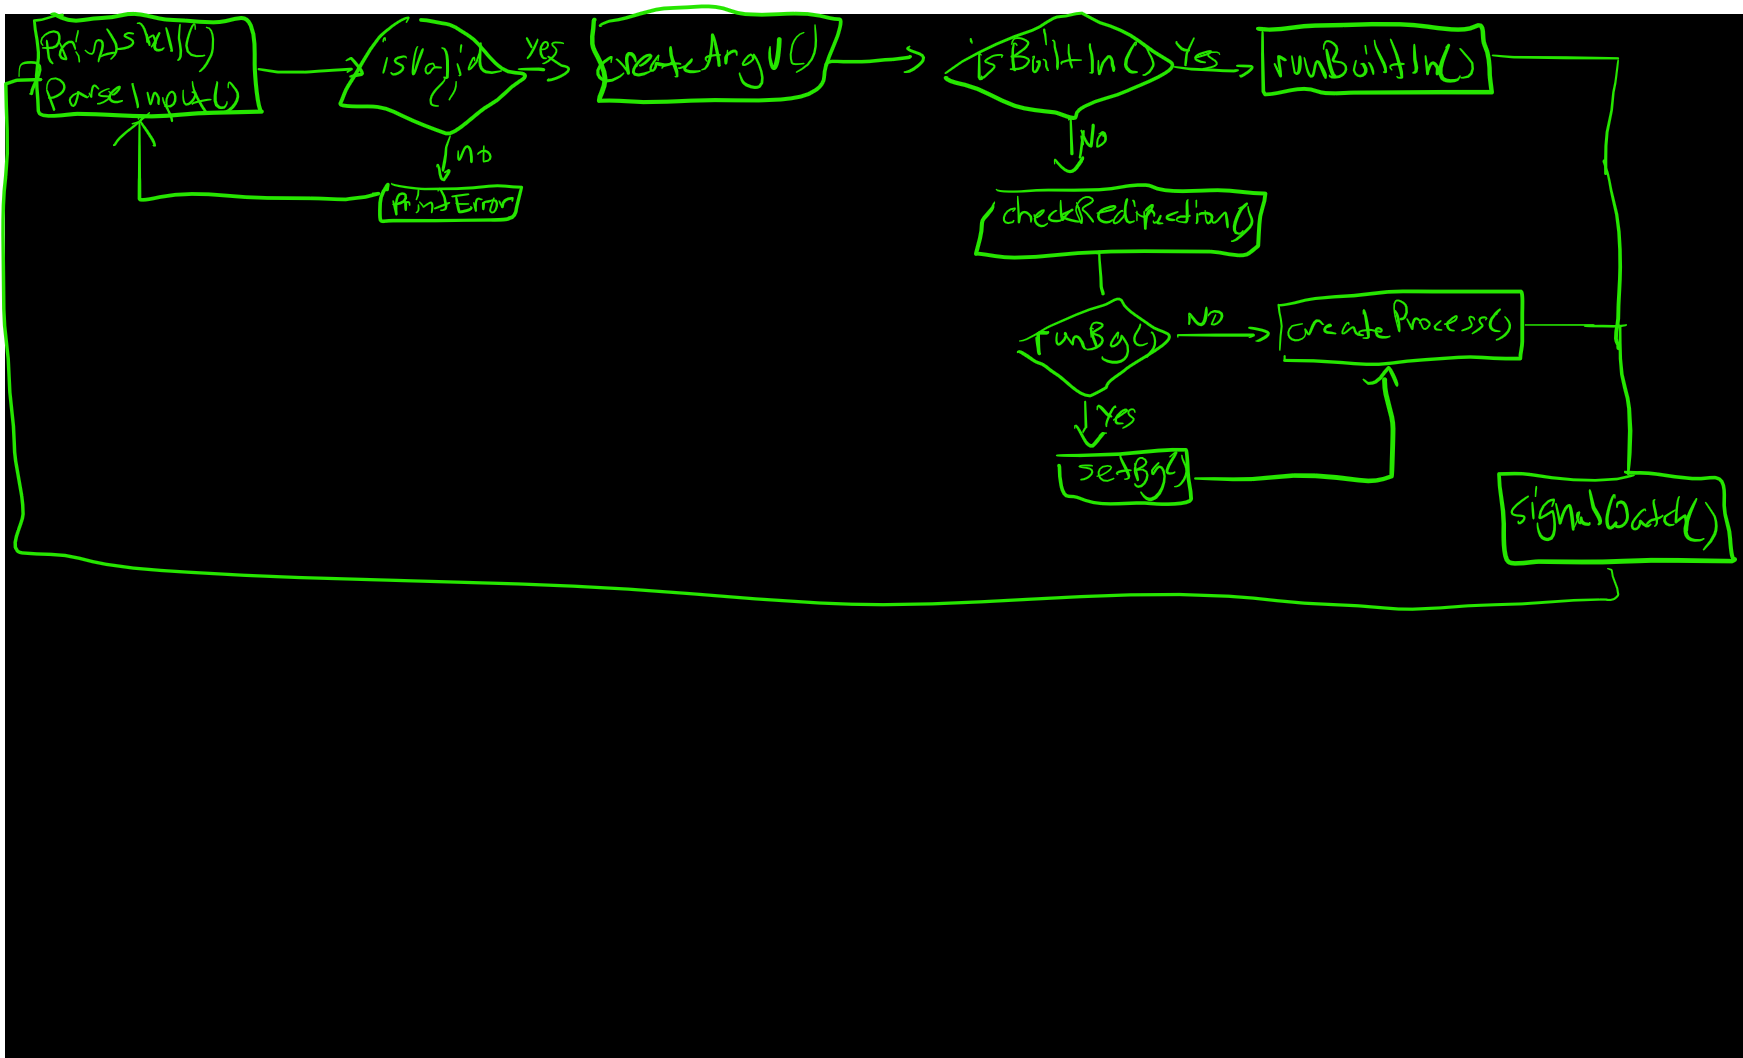 PrintShell()
ParseInput()
isValid
()
yes
createArgV()
isBuiltIn()
Yes
runBuiltIn()
no
PrintError
No
checkRedirection()
runBg()
No
createProcess()
Yes
setBg()
signalWatch()